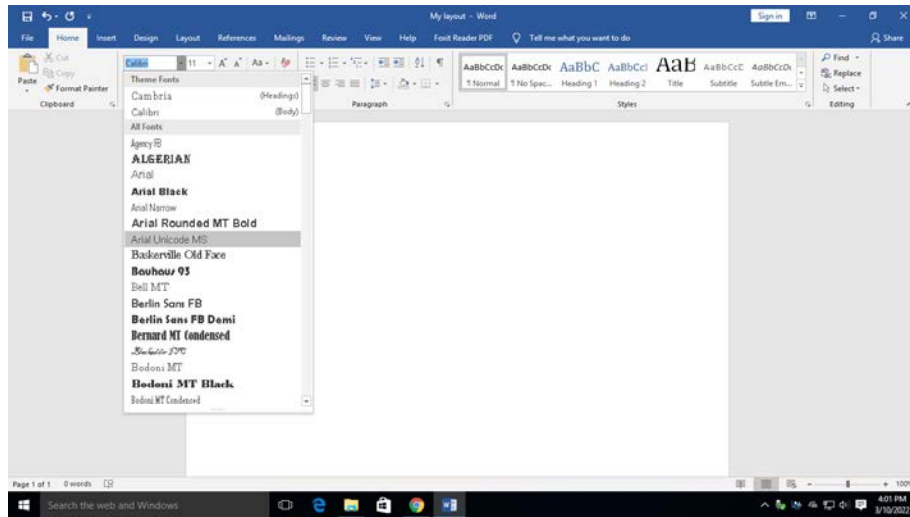 My layout - Word
Sign in
File Home Insert Design Layout References Mailings Review View Help Foxit Reader PDF Tell me what you want to do Share
Cut
Copy
Format Painter
Paste
Clipboard
Calibri 11
Paragraph
AaBbCcDc AaBbCcDc AaBbC AaBbCcI AaB AaBbCcC AaBbCcDc
¶ Normal ¶ No Spac... Heading 1 Heading 2 Title Subtitle Subtle Em...
Styles
Find
Replace
Select
Editing
Theme Fonts
Cambria (Headings)
Calibri (Body)
All Fonts
Agency FB
ALGERIAN
Arial
Arial Black
Arial Narrow
Arial Rounded MT Bold
Arial Unicode MS
Baskerville Old Face
Bauhaus 93
Bell MT
Berlin Sans FB
Berlin Sans FB Demi
Bernard MT Condensed
Blackadder ITC
Bodoni MT
Bodoni MT Black
Bodoni MT Condensed
Page 1 of 1 0 words
Search the web and Windows
4:01 PM
3/10/2022